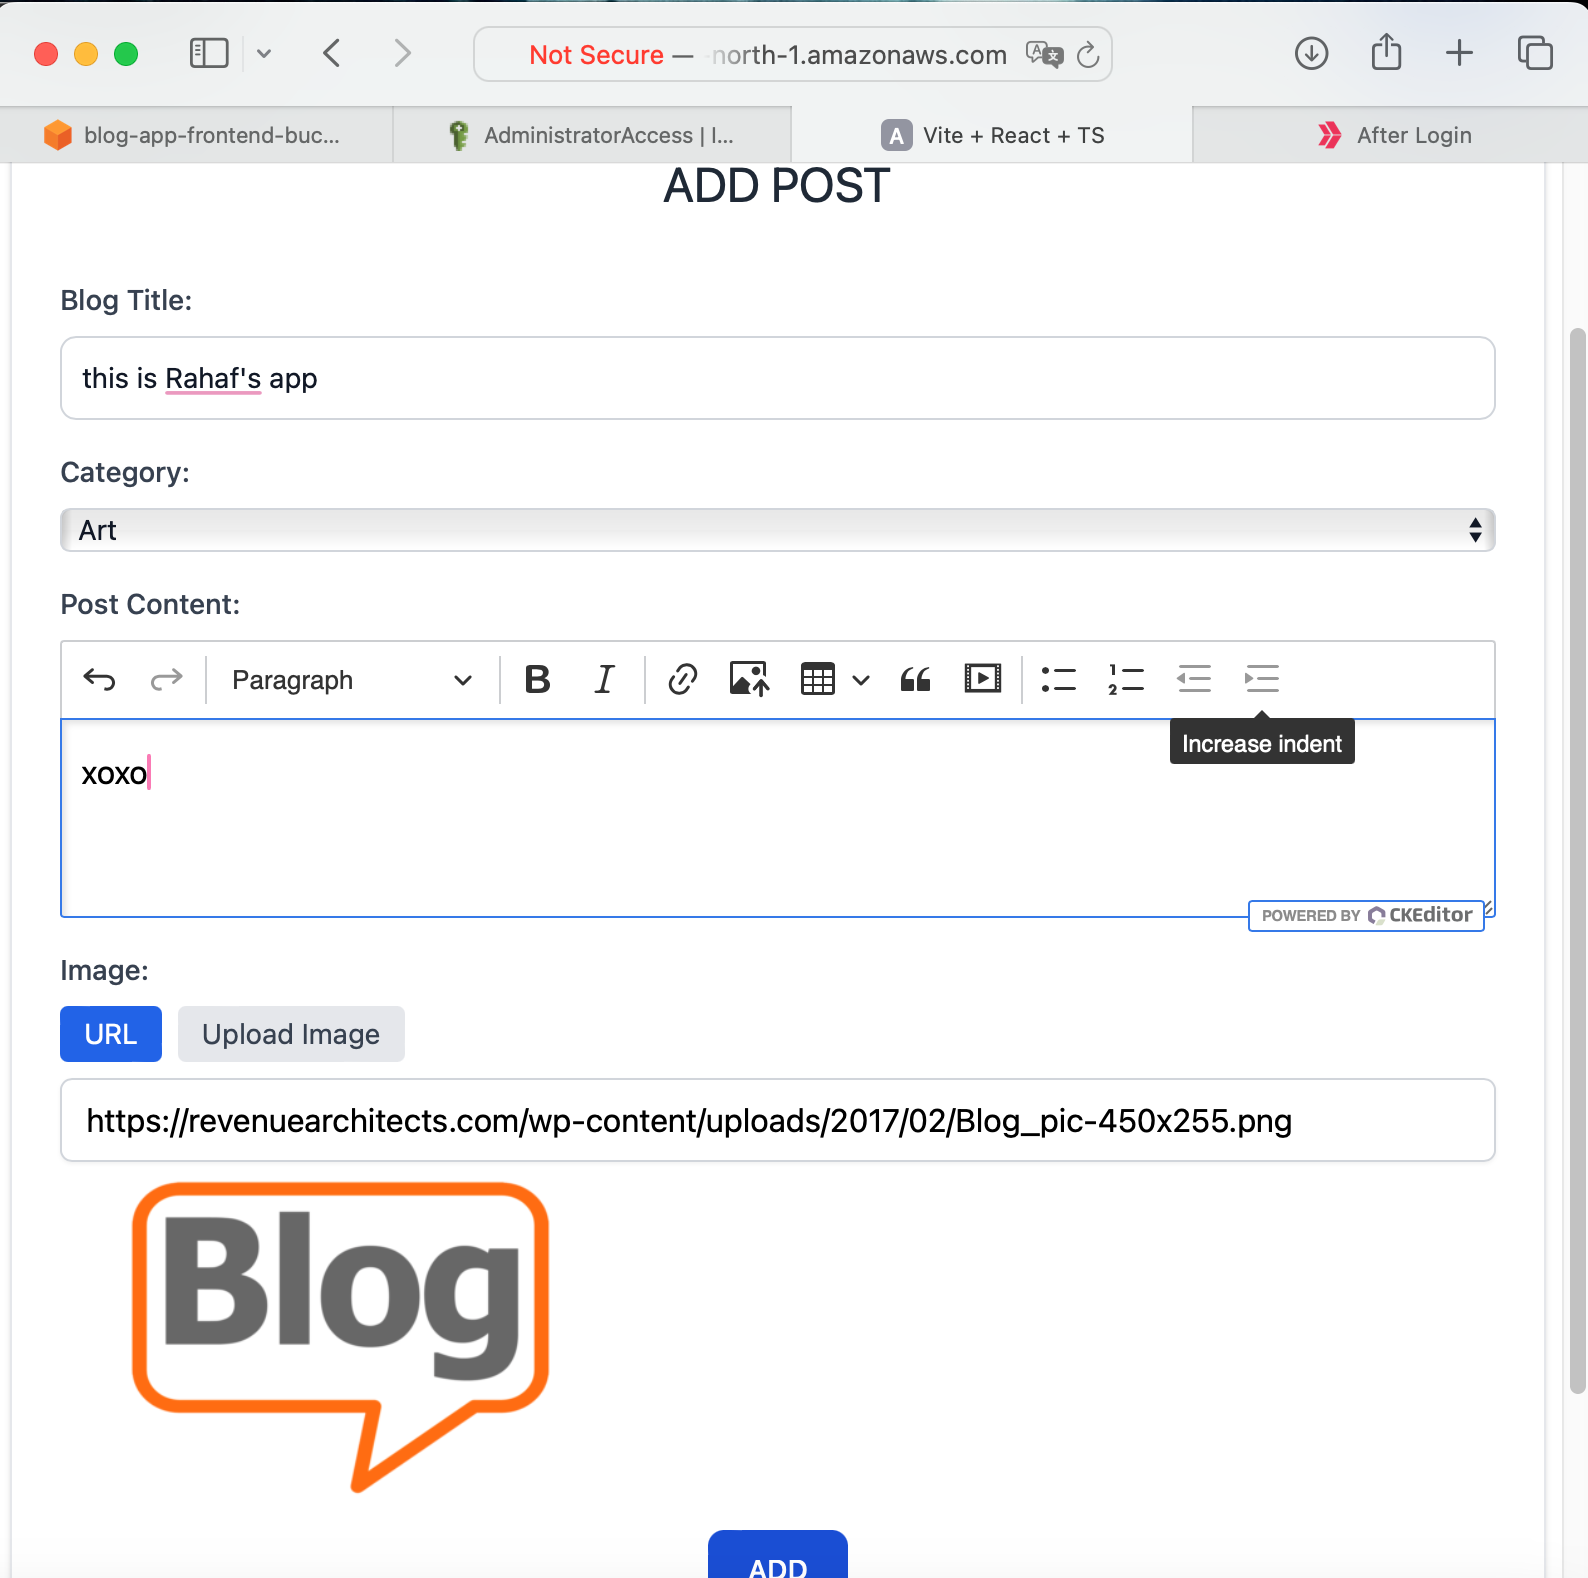 Not Secure — -north-1.amazonaws.com
blog-app-frontend-buc...
AdministratorAccess | I...
A Vite + React + TS
After Login
ADD POST
Blog Title:
this is Rahaf's app
Category:
Art
Post Content:
Paragraph
B I
Increase indent
xoxo
POWERED BY CKEditor
Image:
URL
Upload Image
https://revenuearchitects.com/wp-content/uploads/2017/02/Blog_pic-450x255.png
Blog
ADD